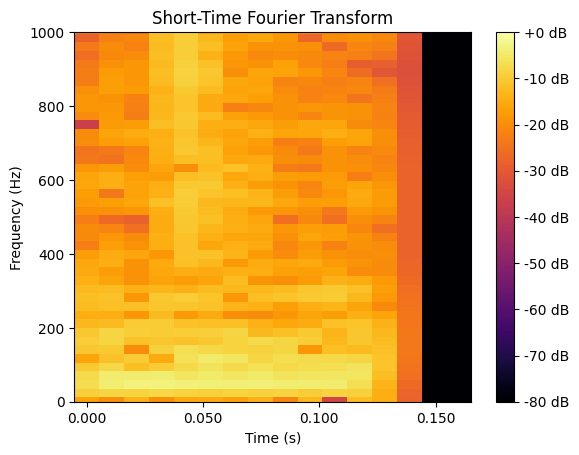 Short-Time Fourier Transform
1000
800
600
400
200
0
Frequency (Hz)
0.000
0.050
0.100
0.150
Time (s)
+0 dB
-10 dB
-20 dB
-30 dB
-40 dB
-50 dB
-60 dB
-70 dB
-80 dB